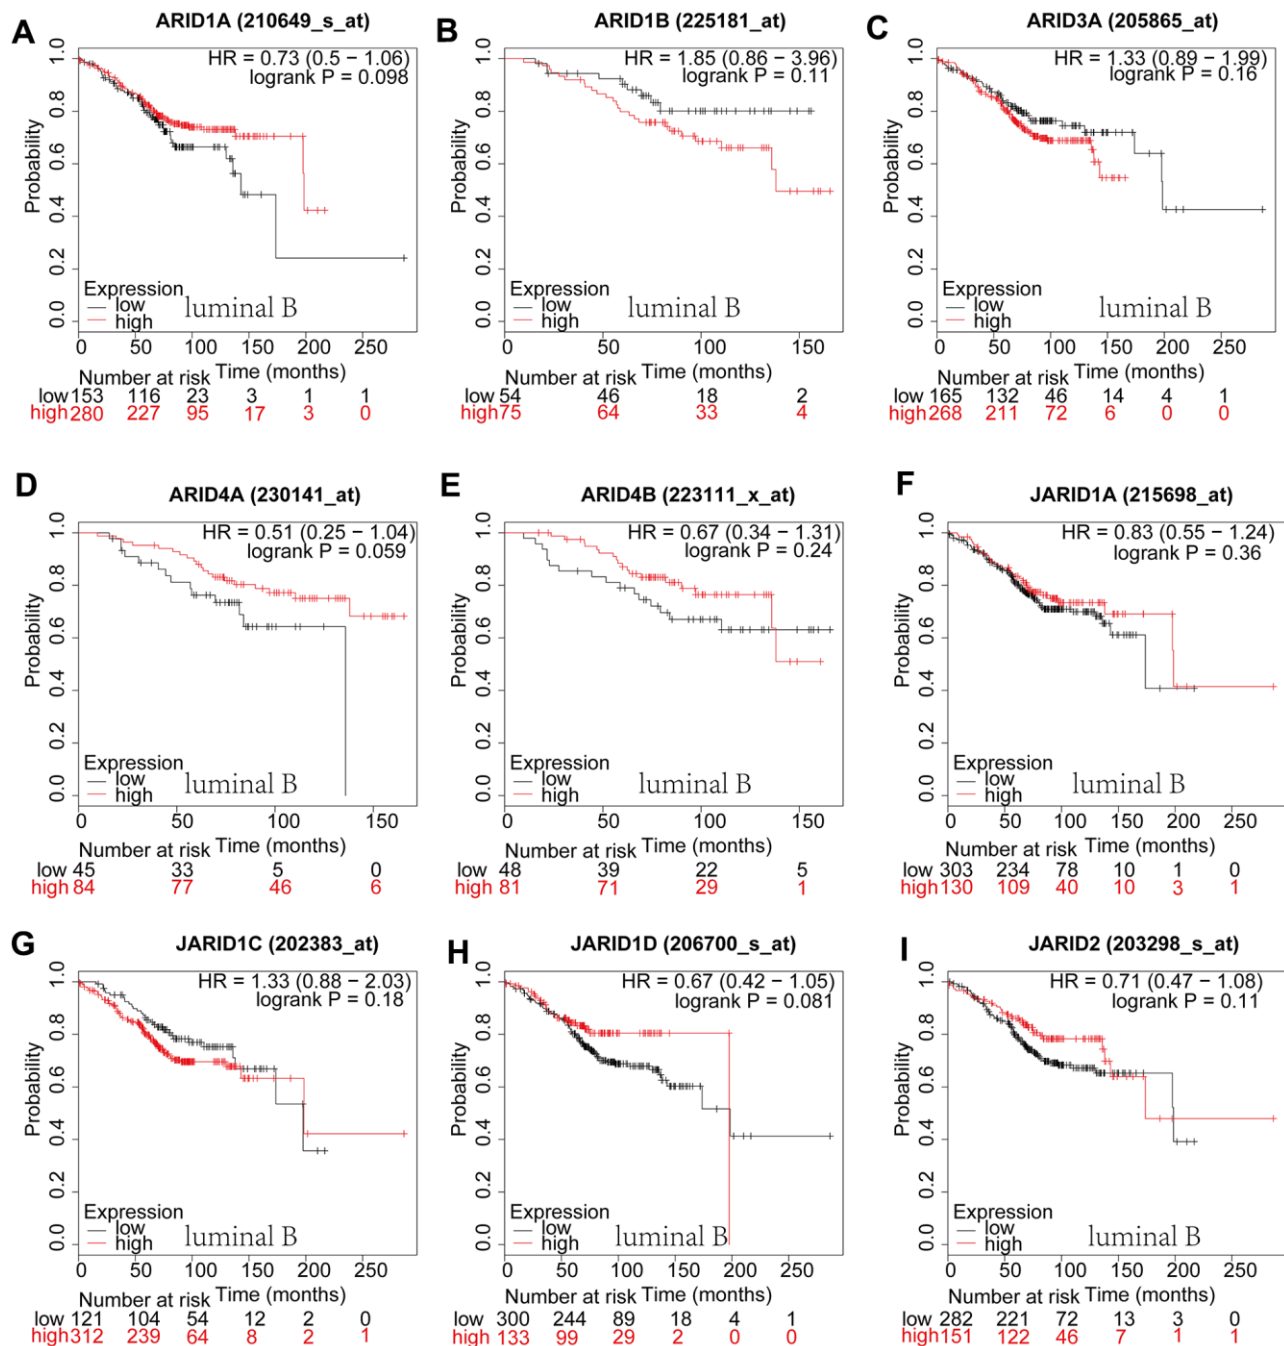 A
ARID1A (210649_s_at)
HR = 0.73 (0.5 − 1.06)
logrank P = 0.098
Probability
1.0
0.8
0.6
0.4
0.2
0.0
Expression
low
high
luminal B
0 50 100 150 200 250
Number at risk Time (months)
low 153 116 23 3 1 1
high 280 227 95 17 3 0
B
ARID1B (225181_at)
HR = 1.85 (0.86 − 3.96)
logrank P = 0.11
Probability
1.0
0.8
0.6
0.4
0.2
0.0
Expression
low
high
luminal B
0 50 100 150
Number at risk Time (months)
low 54 46 18 2
high 75 64 33 4
C
ARID3A (205865_at)
HR = 1.33 (0.89 − 1.99)
logrank P = 0.16
Probability
1.0
0.8
0.6
0.4
0.2
0.0
Expression
low
high
luminal B
0 50 100 150 200 250
Number at risk Time (months)
low 165 132 46 14 4 1
high 268 211 72 6 0 0
D
ARID4A (230141_at)
HR = 0.51 (0.25 − 1.04)
logrank P = 0.059
Probability
1.0
0.8
0.6
0.4
0.2
0.0
Expression
low
high
luminal B
0 50 100 150
Number at risk Time (months)
low 45 33 5 0
high 84 77 46 6
E
ARID4B (223111_x_at)
HR = 0.67 (0.34 − 1.31)
logrank P = 0.24
Probability
1.0
0.8
0.6
0.4
0.2
0.0
Expression
low
high
luminal B
0 50 100 150
Number at risk Time (months)
low 48 39 22 5
high 81 71 29 1
F
JARID1A (215698_at)
HR = 0.83 (0.55 − 1.24)
logrank P = 0.36
Probability
1.0
0.8
0.6
0.4
0.2
0.0
Expression
low
high
luminal B
0 50 100 150 200 250
Number at risk Time (months)
low 303 234 78 10 1 0
high 130 109 40 10 3 1
G
JARID1C (202383_at)
HR = 1.33 (0.88 − 2.03)
logrank P = 0.18
Probability
1.0
0.8
0.6
0.4
0.2
0.0
Expression
low
high
luminal B
0 50 100 150 200 250
Number at risk Time (months)
low 121 104 54 12 2 0
high 312 239 64 8 2 1
H
JARID1D (206700_s_at)
HR = 0.67 (0.42 − 1.05)
logrank P = 0.081
Probability
1.0
0.8
0.6
0.4
0.2
0.0
Expression
low
high
luminal B
0 50 100 150 200 250
Number at risk Time (months)
low 300 244 89 18 4 1
high 133 99 29 2 0 0
I
JARID2 (203298_s_at)
HR = 0.71 (0.47 − 1.08)
logrank P = 0.11
Probability
1.0
0.8
0.6
0.4
0.2
0.0
Expression
low
high
luminal B
0 50 100 150 200 250
Number at risk Time (months)
low 282 221 72 13 3 0
high 151 122 46 7 1 1